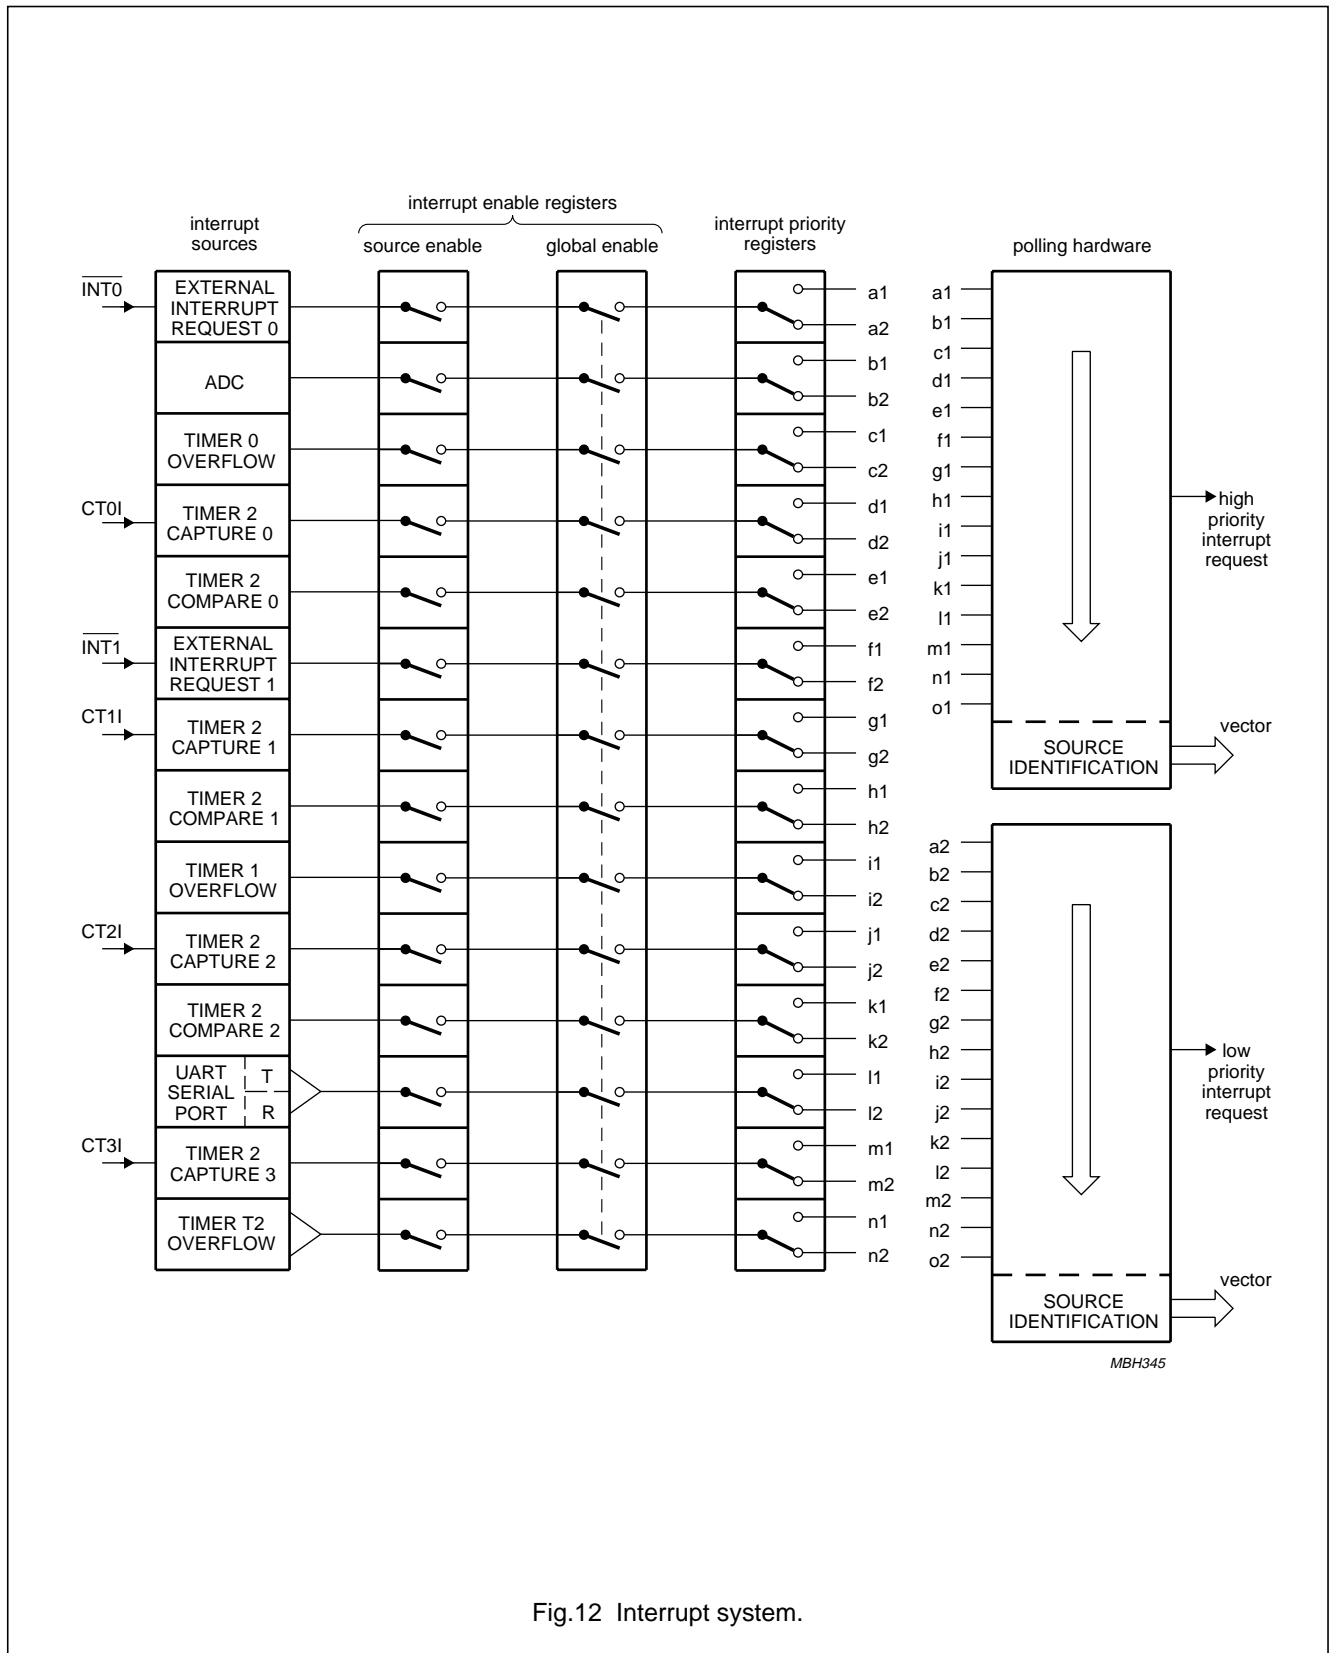 interrupt enable registers
interrupt
sources
source enable
global enable
interrupt priority
registers
polling hardware
INT0
EXTERNAL
INTERRUPT
REQUEST 0
ADC
TIMER 0
OVERFLOW
CT0I
TIMER 2
CAPTURE 0
TIMER 2
COMPARE 0
INT1
EXTERNAL
INTERRUPT
REQUEST 1
CT1I
TIMER 2
CAPTURE 1
TIMER 2
COMPARE 1
TIMER 1
OVERFLOW
CT2I
TIMER 2
CAPTURE 2
TIMER 2
COMPARE 2
UART
SERIAL
PORT
T
R
CT3I
TIMER 2
CAPTURE 3
TIMER T2
OVERFLOW
a1
a2
b1
b2
c1
c2
d1
d2
e1
e2
f1
f2
g1
g2
h1
h2
i1
i2
j1
j2
k1
k2
l1
l2
m1
m2
n1
n2
a1
b1
c1
d1
e1
f1
g1
h1
i1
j1
k1
l1
m1
n1
o1
high
priority
interrupt
request
SOURCE
IDENTIFICATION
vector
a2
b2
c2
d2
e2
f2
g2
h2
i2
j2
k2
l2
m2
n2
o2
low
priority
interrupt
request
SOURCE
IDENTIFICATION
vector
MBH345
Fig.12 Interrupt system.